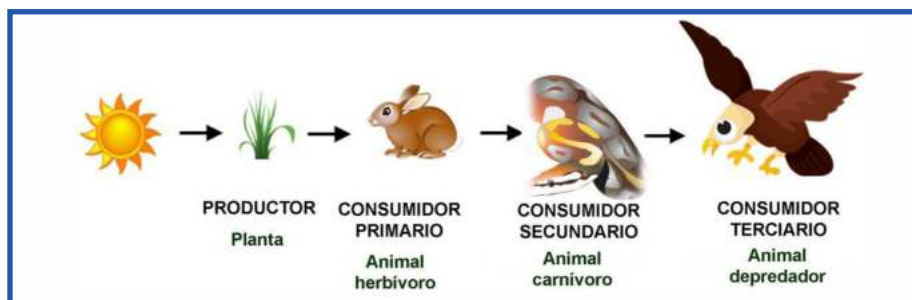 PRODUCTOR
Planta
CONSUMIDOR
PRIMARIO
Animal
herbívoro
CONSUMIDOR
SECUNDARIO
Animal
carnívoro
CONSUMIDOR
TERCIARIO
Animal
depredador